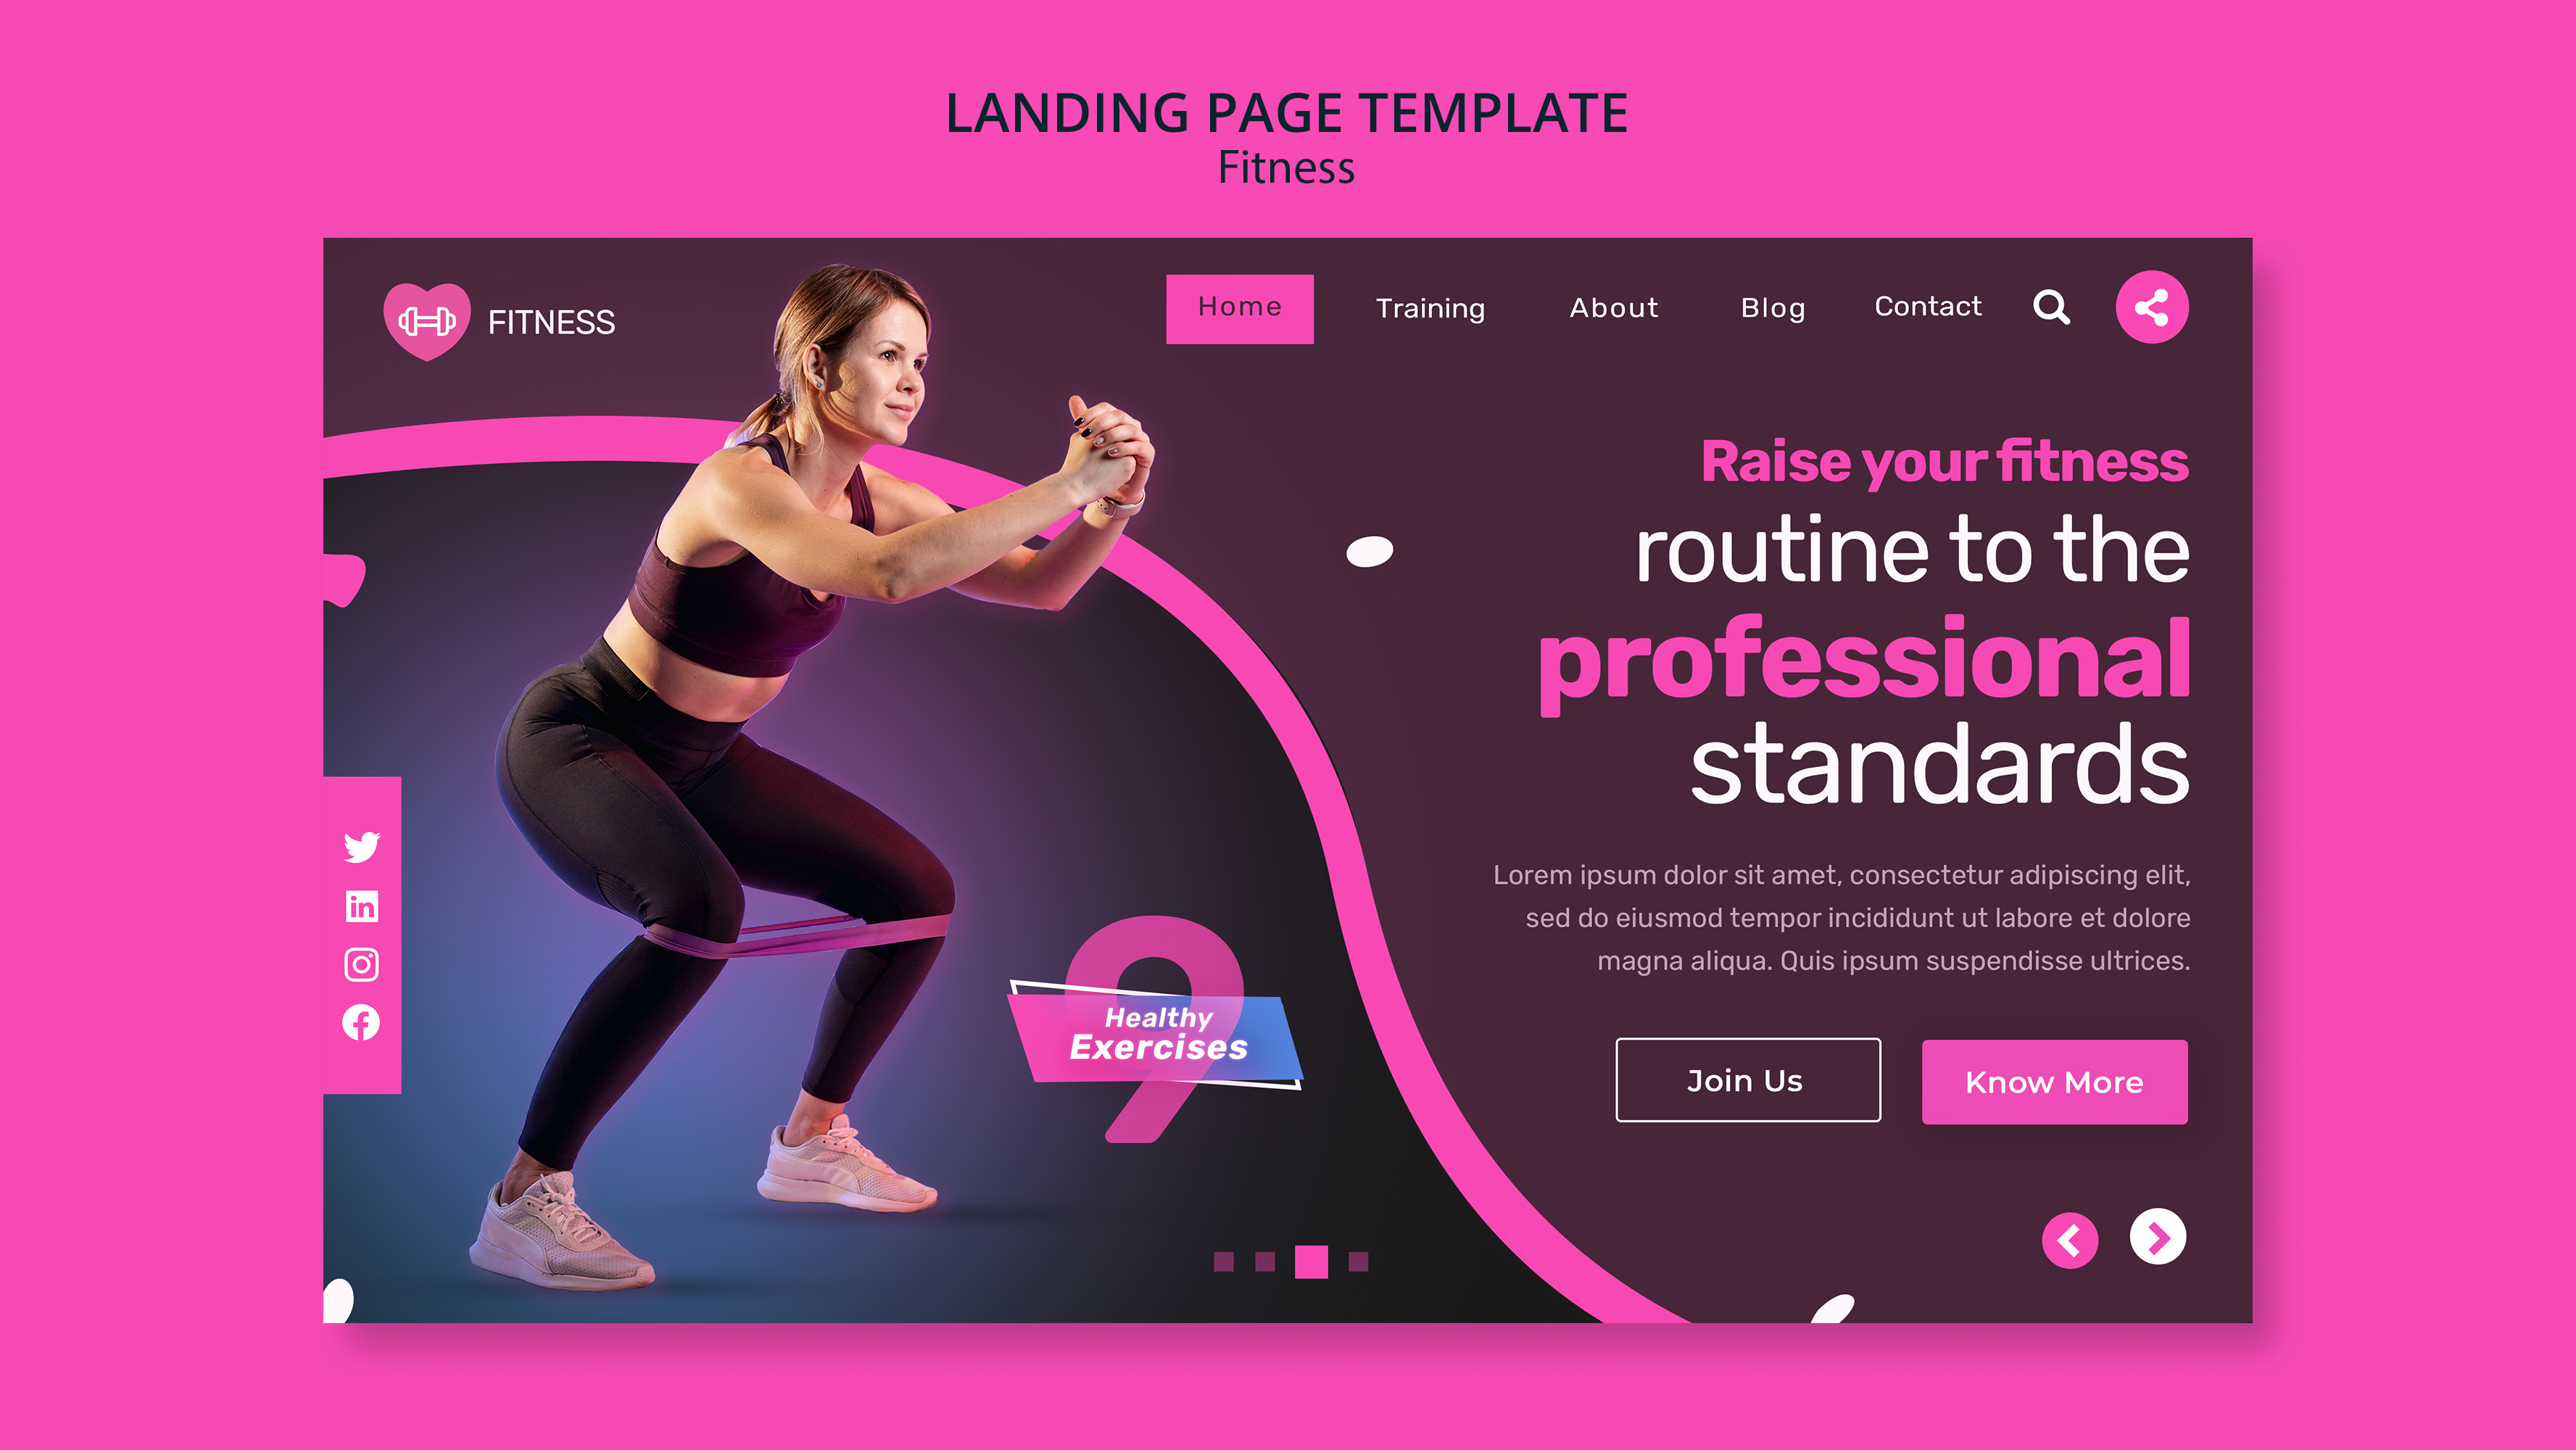 LANDING PAGE TEMPLATE
Fitness
FITNESS
Home
Training
About
Blog
Contact
Raise your fitness
routine to the
professional
standards
Lorem ipsum dolor sit amet, consectetur adipiscing elit,
sed do eiusmod tempor incididunt ut labore et dolore
magna aliqua. Quis ipsum suspendisse ultrices.
9
Healthy
Exercises
Join Us
Know More